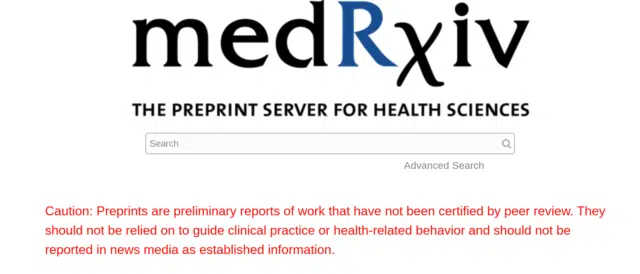 medRχiv
THE PREPRINT SERVER FOR HEALTH SCIENCES
Search
Advanced Search
Caution: Preprints are preliminary reports of work that have not been certified by peer review. They
should not be relied on to guide clinical practice or health-related behavior and should not be
reported in news media as established information.